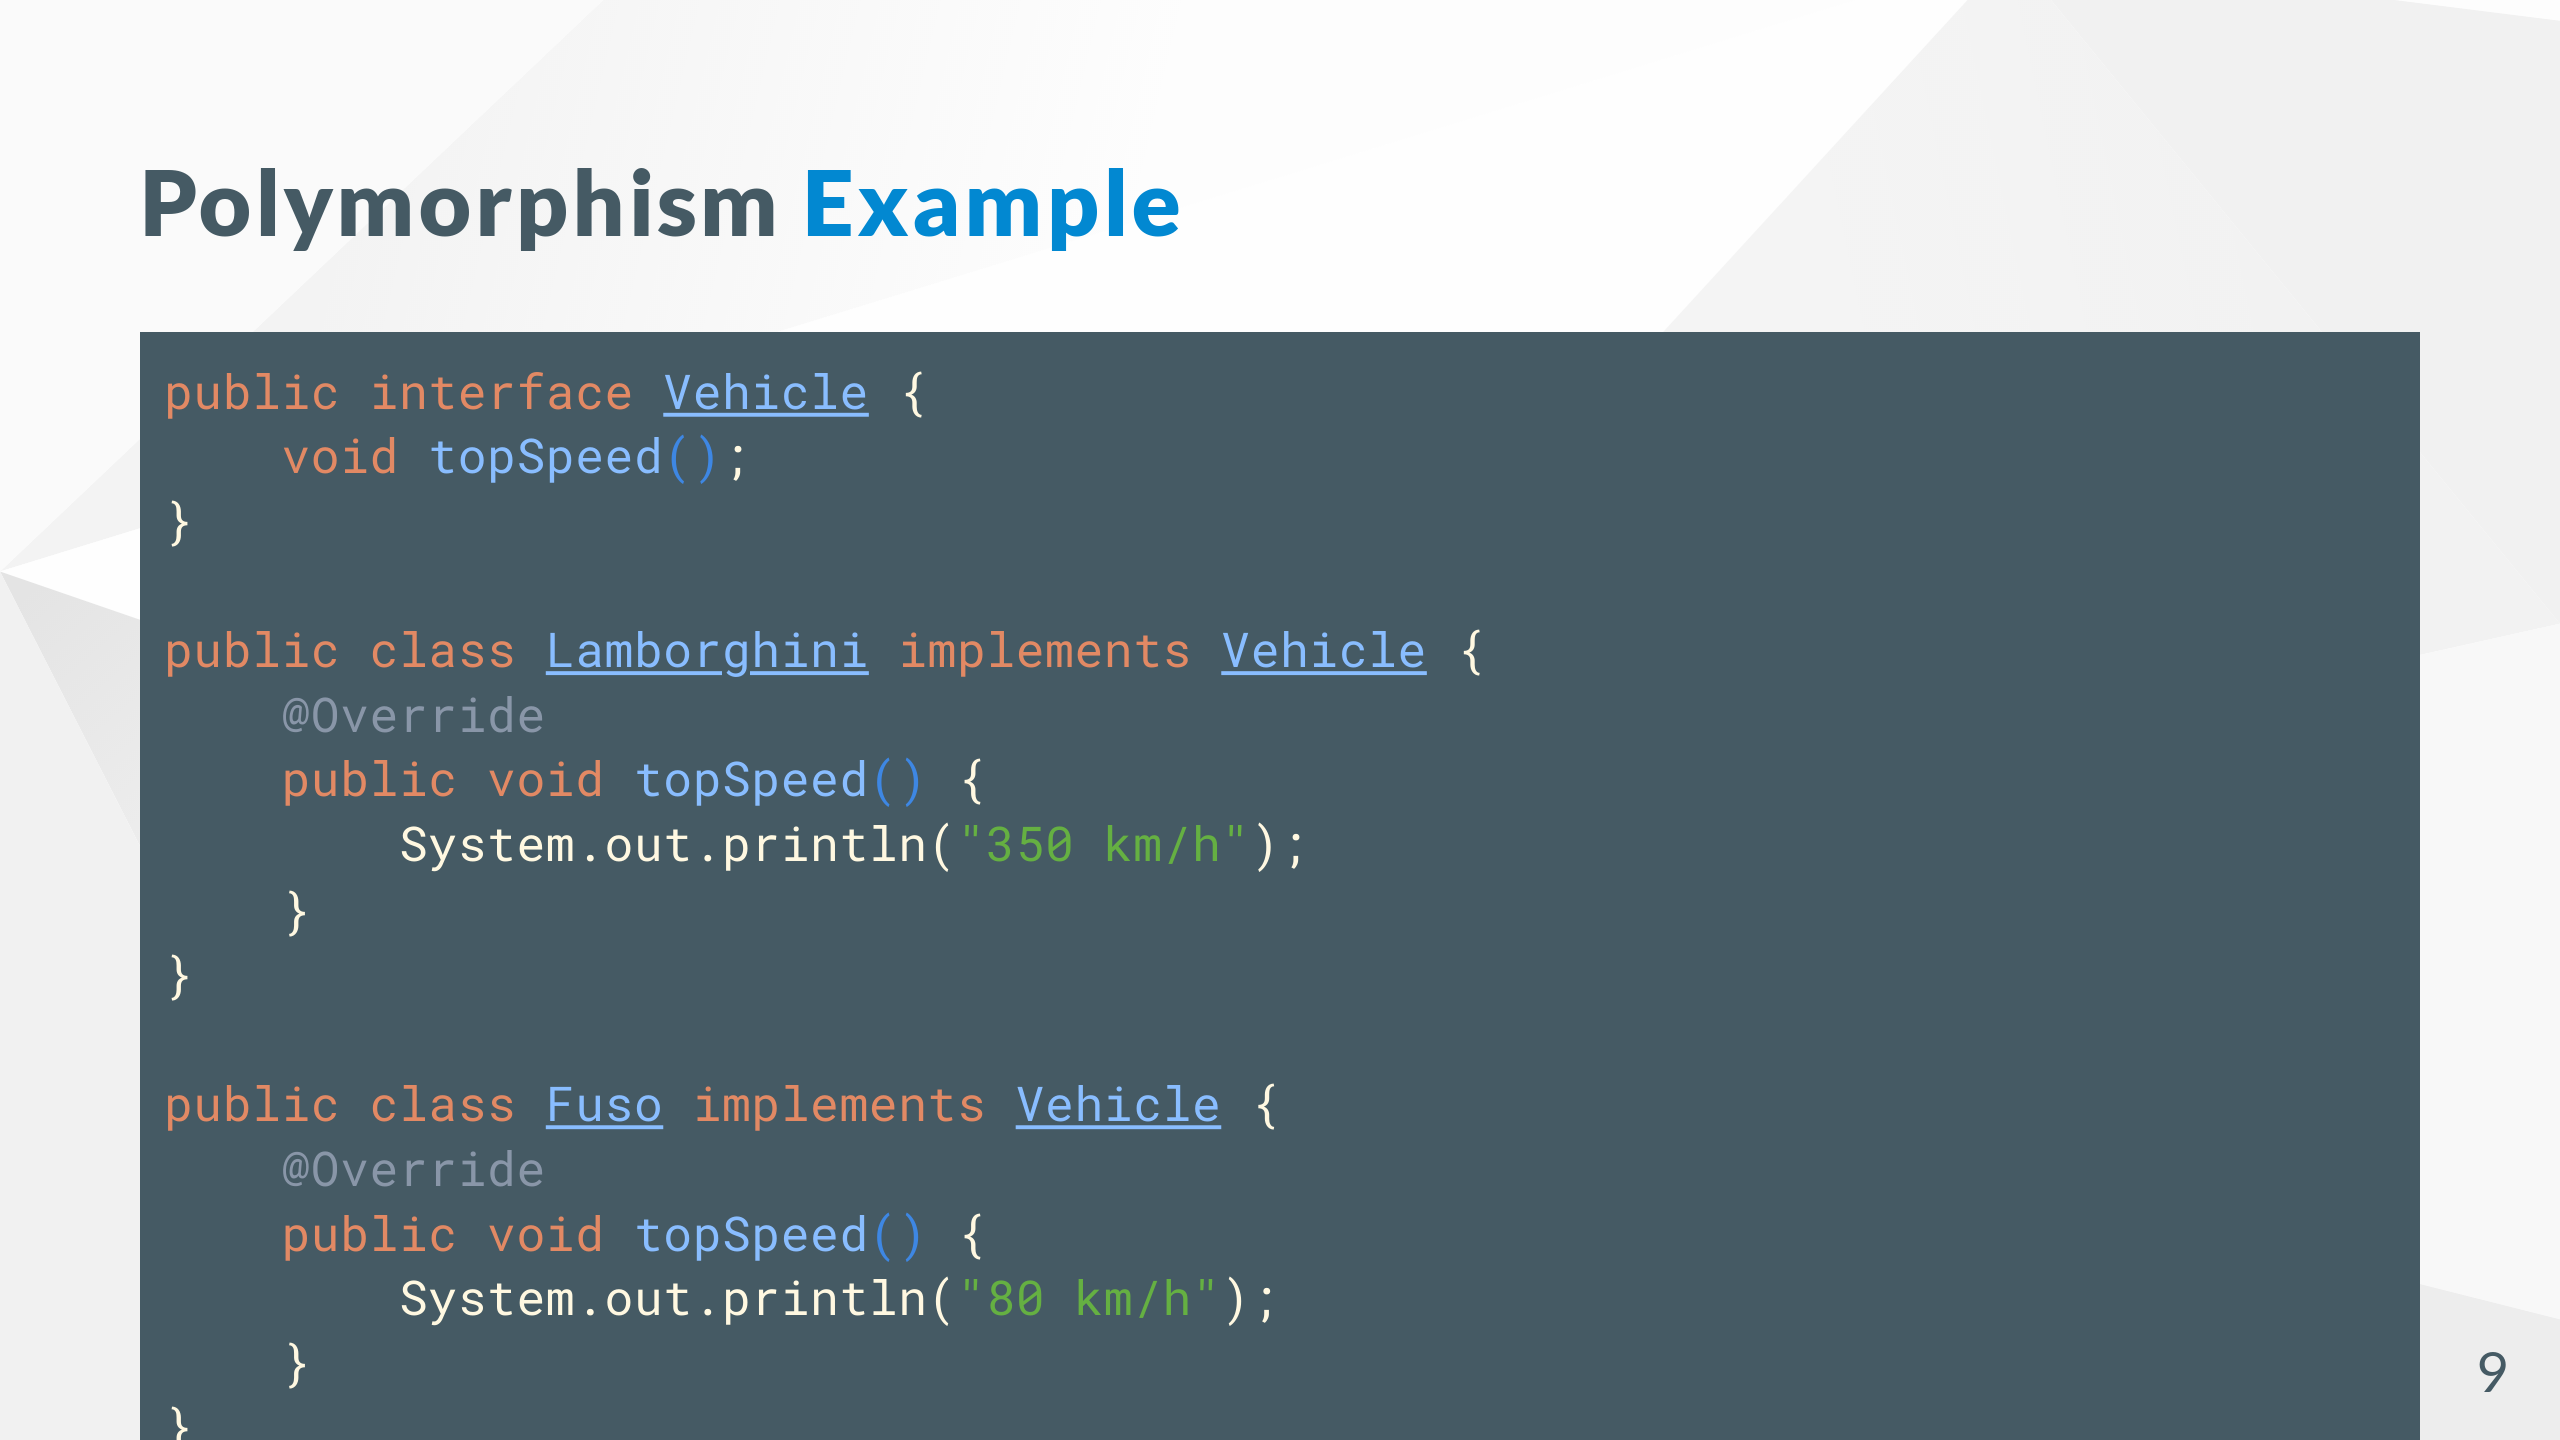 Polymorphism Example
public interface Vehicle {
    void topSpeed();
}
public class Lamborghini implements Vehicle {
    @Override
    public void topSpeed() {
        System.out.println("350 km/h");
    }
}
public class Fuso implements Vehicle {
    @Override
    public void topSpeed() {
        System.out.println("80 km/h");
    }
}
9